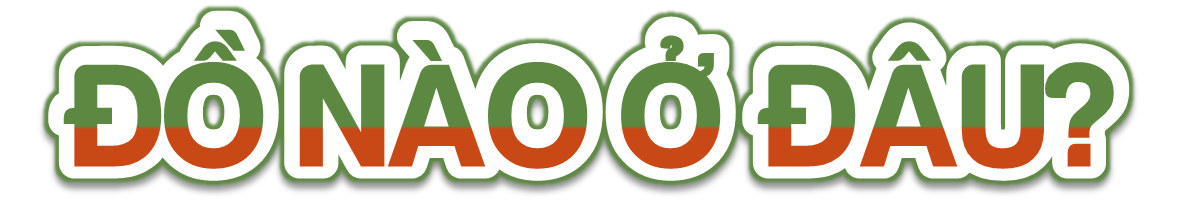 ĐỒ NÀO Ở ĐÂU?